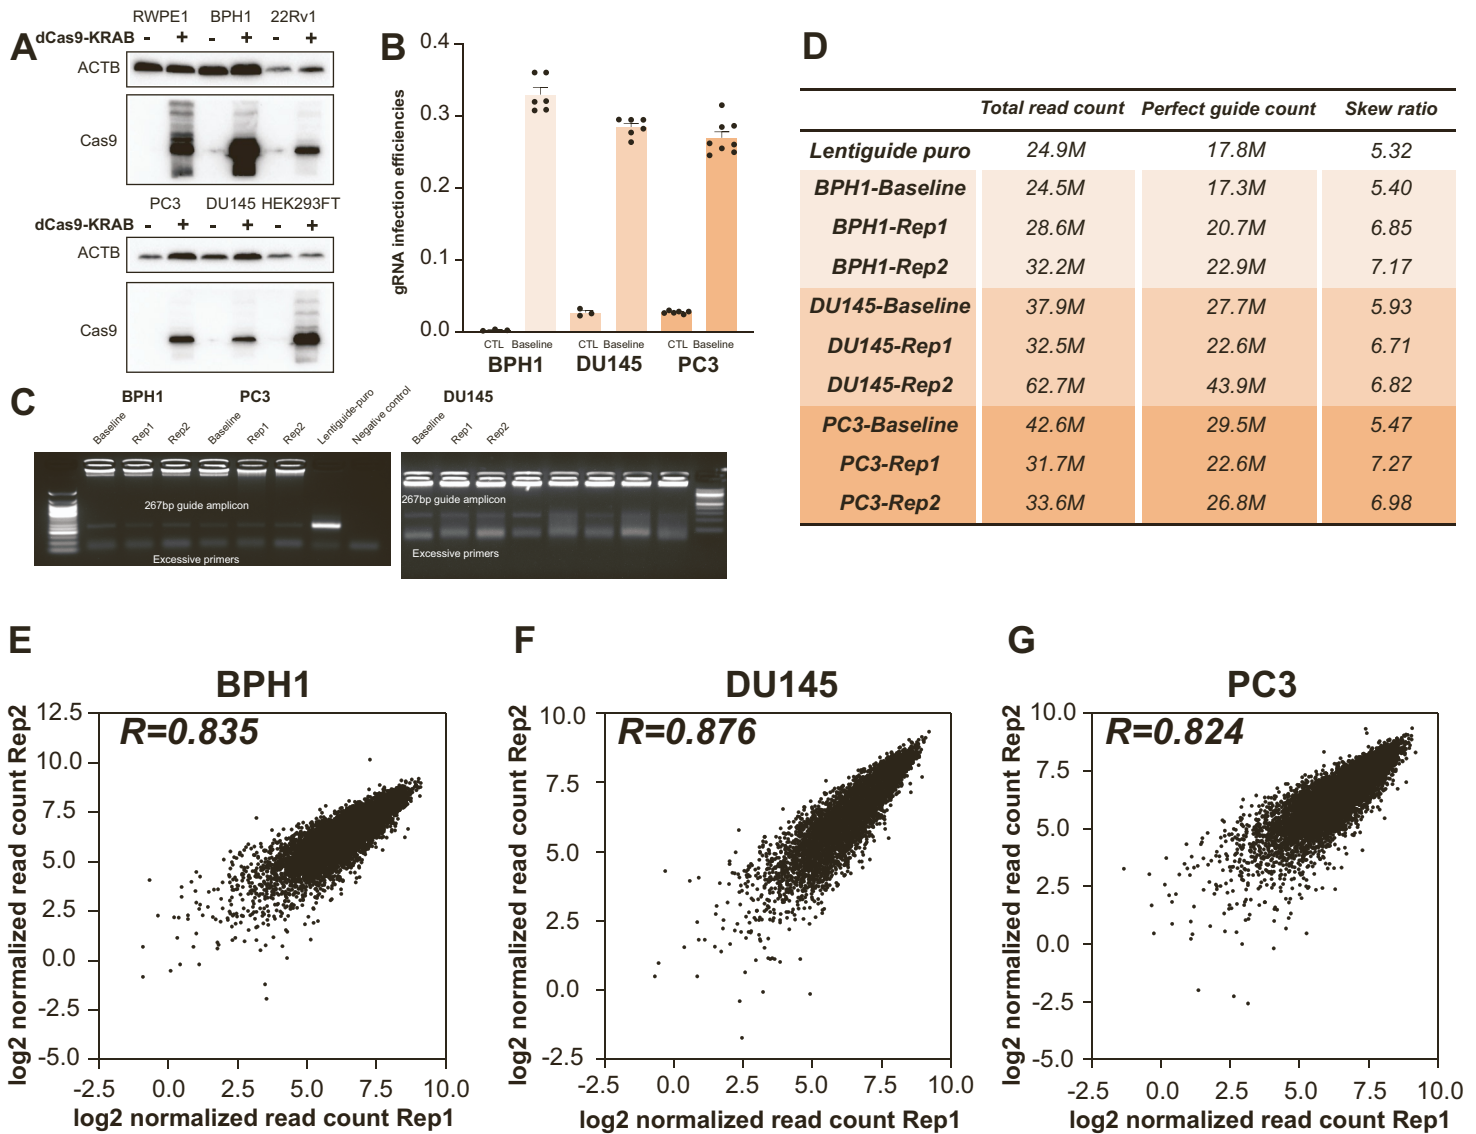 A
RWPE1 BPH1 22Rv1
dCas9-KRAB - + - + - +
ACTB
Cas9
PC3 DU145 HEK293FT
dCas9-KRAB - + - + - +
ACTB
Cas9
B
gRNA infection efficiencies
0.4
0.3
0.2
0.1
0.0
CTL Baseline CTL Baseline CTL Baseline
BPH1 DU145 PC3
C
BPH1 PC3 DU145
Baseline Rep1 Rep2 Baseline Rep1 Rep2 Lentiguide-puro Negative control Baseline Rep1 Rep2
267bp guide amplicon
Excessive primers
267bp guide amplicon
Excessive primers
D
Total read count Perfect guide count Skew ratio
Lentiguide puro 24.9M 17.8M 5.32
BPH1-Baseline 24.5M 17.3M 5.40
BPH1-Rep1 28.6M 20.7M 6.85
BPH1-Rep2 32.2M 22.9M 7.17
DU145-Baseline 37.9M 27.7M 5.93
DU145-Rep1 32.5M 22.6M 6.71
DU145-Rep2 62.7M 43.9M 6.82
PC3-Baseline 42.6M 29.5M 5.47
PC3-Rep1 31.7M 22.6M 7.27
PC3-Rep2 33.6M 26.8M 6.98
E
BPH1
R=0.835
log2 normalized read count Rep2
12.5
10.0
7.5
5.0
2.5
0.0
-2.5
-5.0
-2.5 0.0 2.5 5.0 7.5 10.0
log2 normalized read count Rep1
F
DU145
R=0.876
log2 normalized read count Rep2
10.0
7.5
5.0
2.5
0.0
-2.5
-2.5 0.0 2.5 5.0 7.5 10.0
log2 normalized read count Rep1
G
PC3
R=0.824
log2 normalized read count Rep2
10.0
7.5
5.0
2.5
0.0
-2.5
-5.0
-2.5 0.0 2.5 5.0 7.5 10.0
log2 normalized read count Rep1